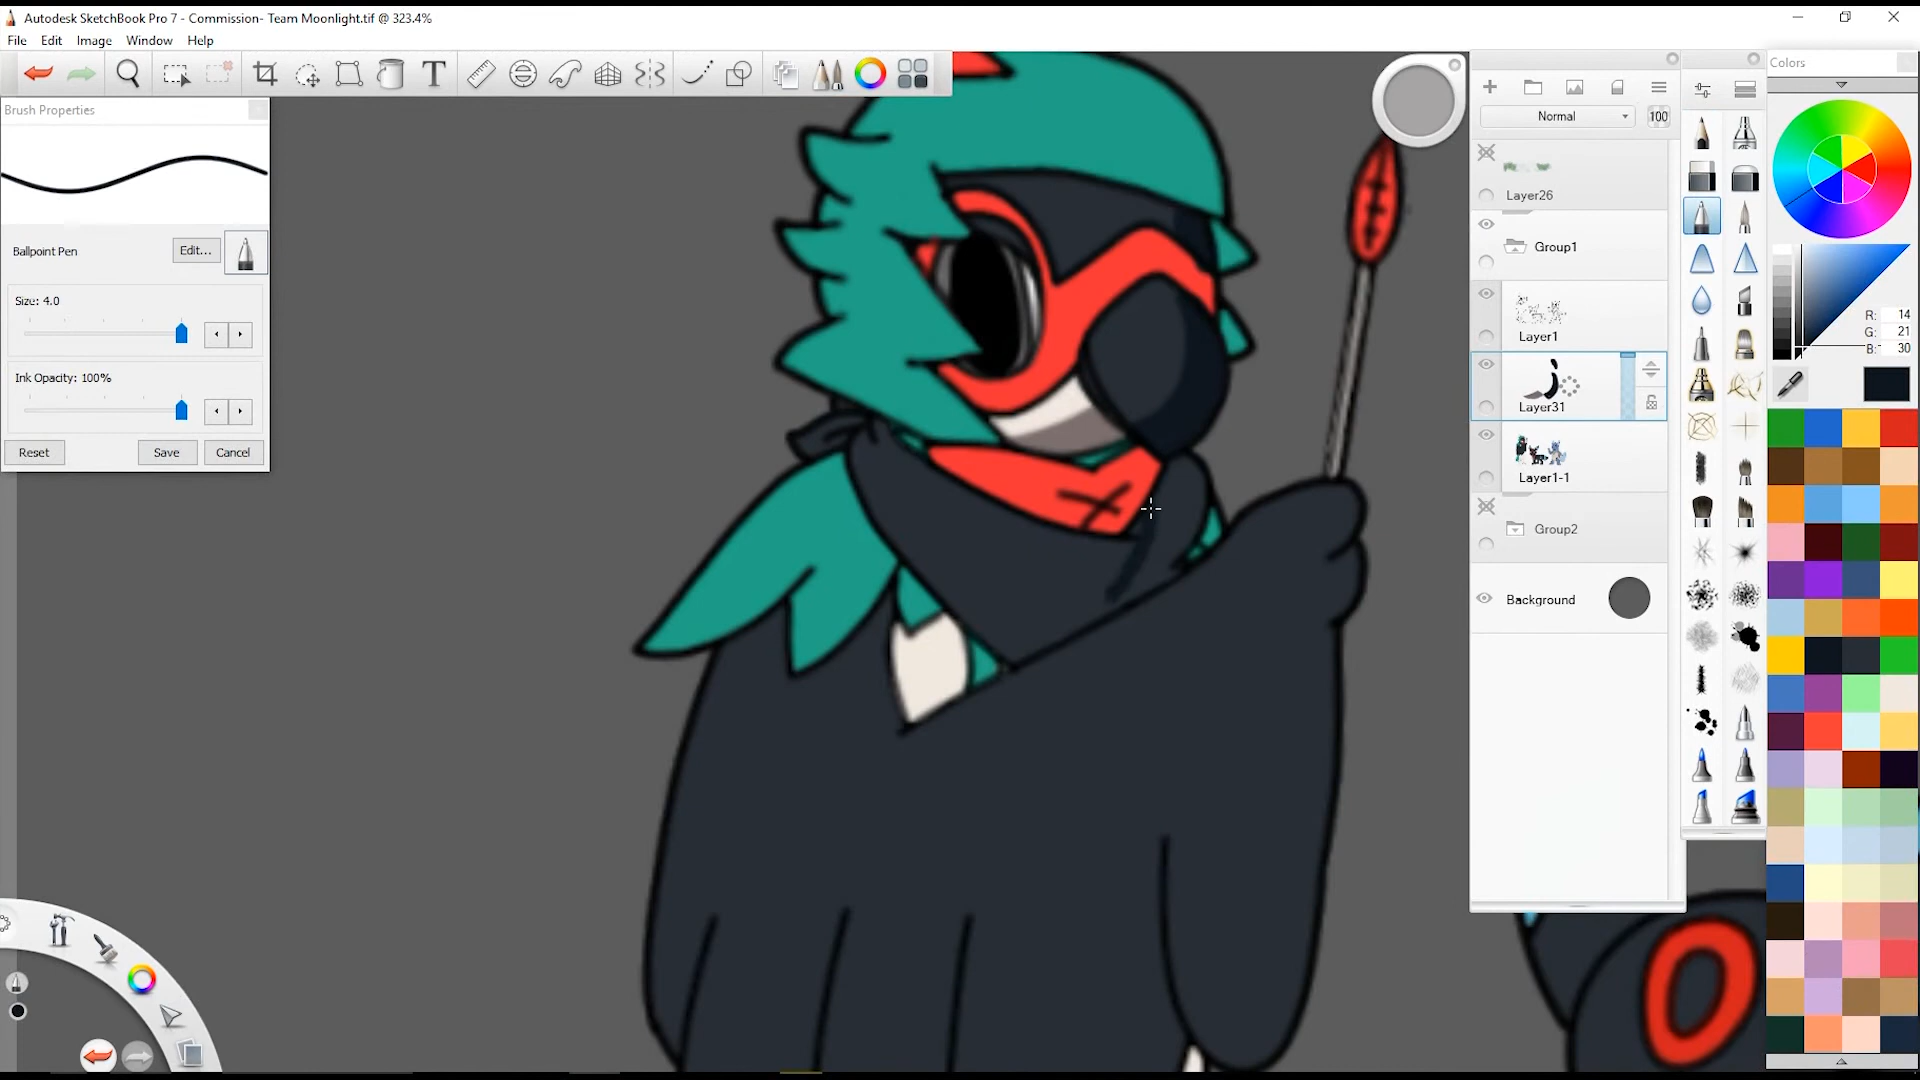 Autodesk SketchBook Pro 7 - Commission- Team Moonlight.tif @ 323.4%
File Edit Image Window Help
T
Brush Properties
Ballpoint Pen
Edit...
Size: 4.0
Ink Opacity: 100%
Reset Save Cancel
Normal 100
Layer26
Group1
Layer1
Layer31
Layer1-1
Group2
Background
Colors
R: 14
G: 21
B: 30